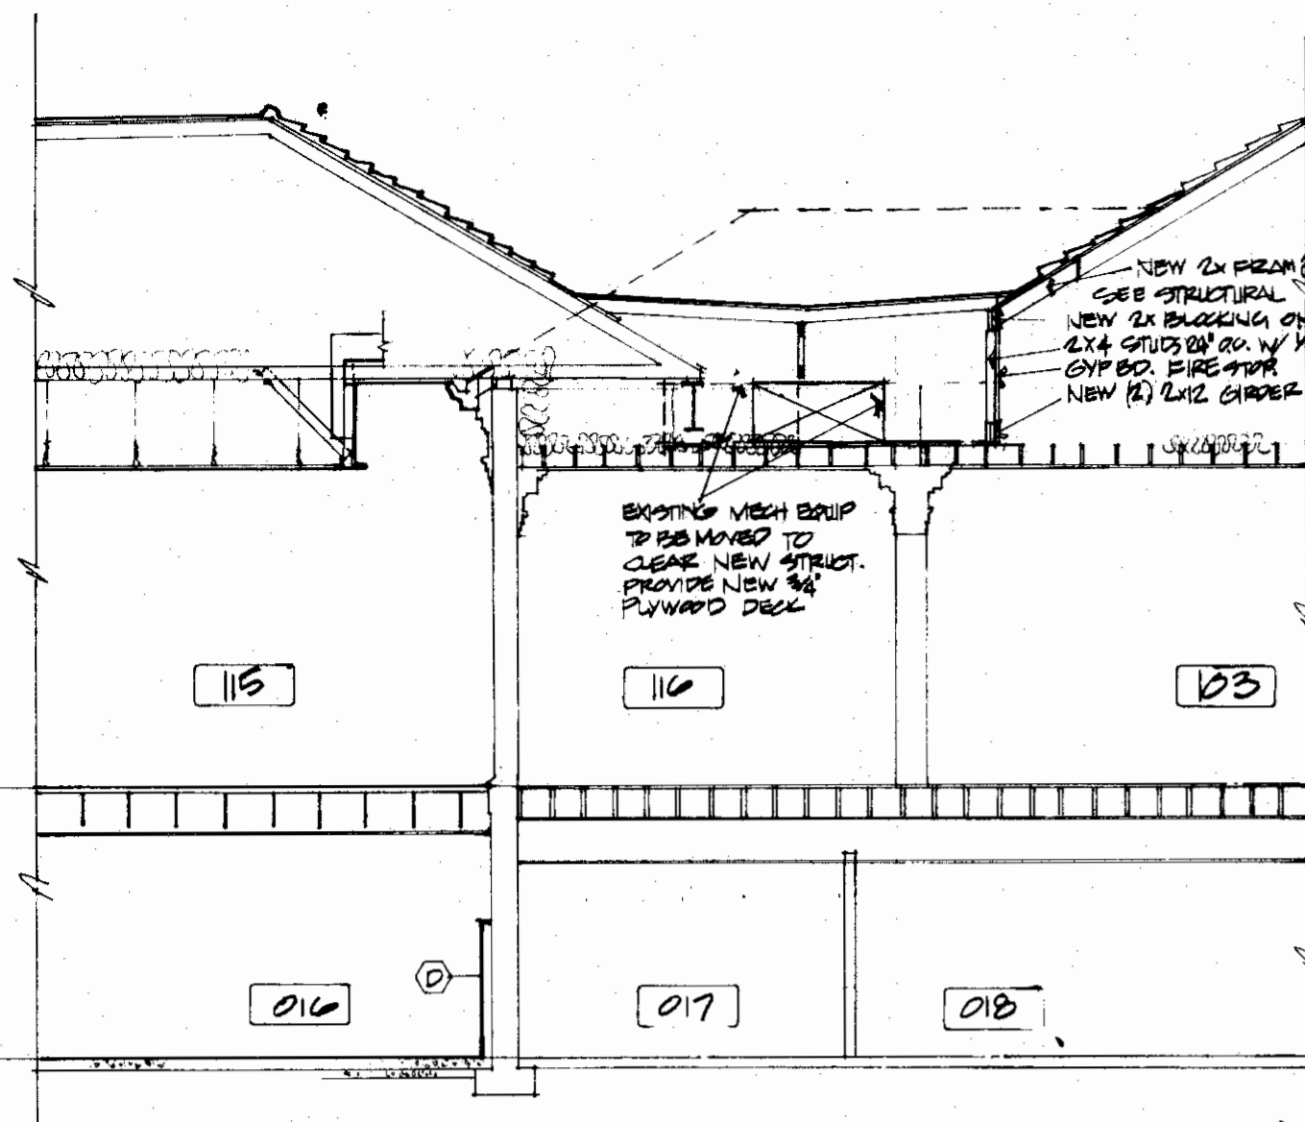 NEW 2x FRAM
SEE STRUCTURAL
NEW 2x BLOCKING ON
2x4 STUDS 24" O.C. W/
GYP BD. FIRE STOP.
NEW (2) 2x12 GIRDER
EXISTING MECH EQUIP
TO BE MOVED TO
CLEAR NEW STRUCT.
PROVIDE NEW 3/4"
PLYWOOD DECK
115
116
103
D
016
017
018